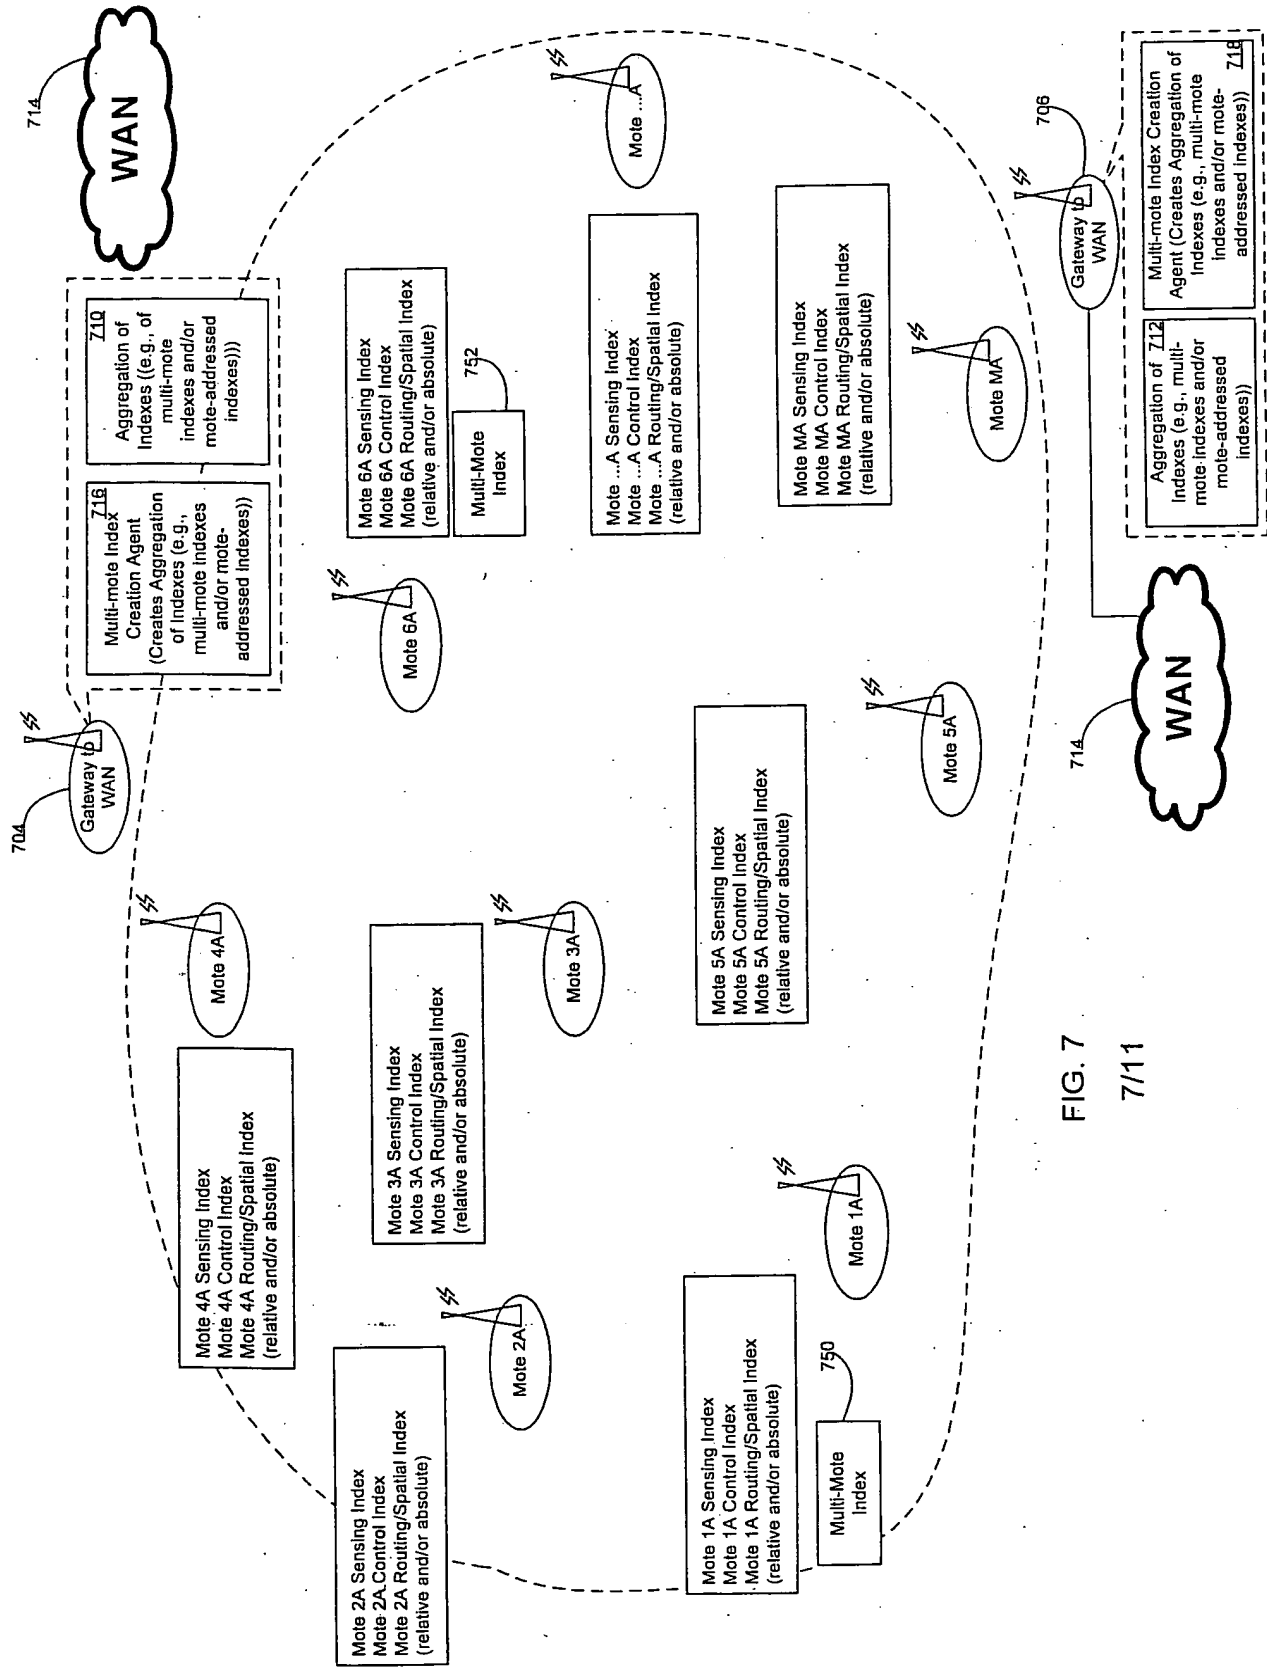 714
WAN
704
Gateway to
WAN
716
Multi-mote Index
Creation Agent
(Creates Aggregation
of Indexes (e.g.,
multi-mote indexes
and/or mote-
addressed Indexes))
710
Aggregation of
Indexes ((e.g., of
multi-mote
indexes and/or
mote-addressed
indexes)))
Mote 4A
Mote 4A Sensing Index
Mote 4A Control Index
Mote 4A Routing/Spatial Index
(relative and/or absolute)
Mote 2A Sensing Index
Mote 2A Control Index
Mote 2A Routing/Spatial Index
(relative and/or absolute)
Mote 2A
Mote 3A Sensing Index
Mote 3A Control Index
Mote 3A Routing/Spatial Index
(relative and/or absolute)
Mote 3A
Mote 6A
Mote 6A Sensing Index
Mote 6A Control Index
Mote 6A Routing/Spatial Index
(relative and/or absolute)
Multi-Mote
Index
752
Mote ...A
Mote ...A Sensing Index
Mote ...A Control Index
Mote ...A Routing/Spatial Index
(relative and/or absolute)
Mote 1A Sensing Index
Mote 1A Control Index
Mote 1A Routing/Spatial Index
(relative and/or absolute)
Multi-Mote
Index
750
Mote 1A
Mote 5A Sensing Index
Mote 5A Control Index
Mote 5A Routing/Spatial Index
(relative and/or absolute)
Mote 5A
Mote MA Sensing Index
Mote MA Control Index
Mote MA Routing/Spatial Index
(relative and/or absolute)
Mote MA
706
Gateway to
WAN
714
WAN
Aggregation of 712
Indexes (e.g., multi-
mote indexes and/or
mote-addressed
indexes))
Multi-mote Index Creation
Agent (Creates Aggregation of
Indexes (e.g., multi-mote
indexes and/or mote-
addressed indexes))
718
FIG. 7
7/11